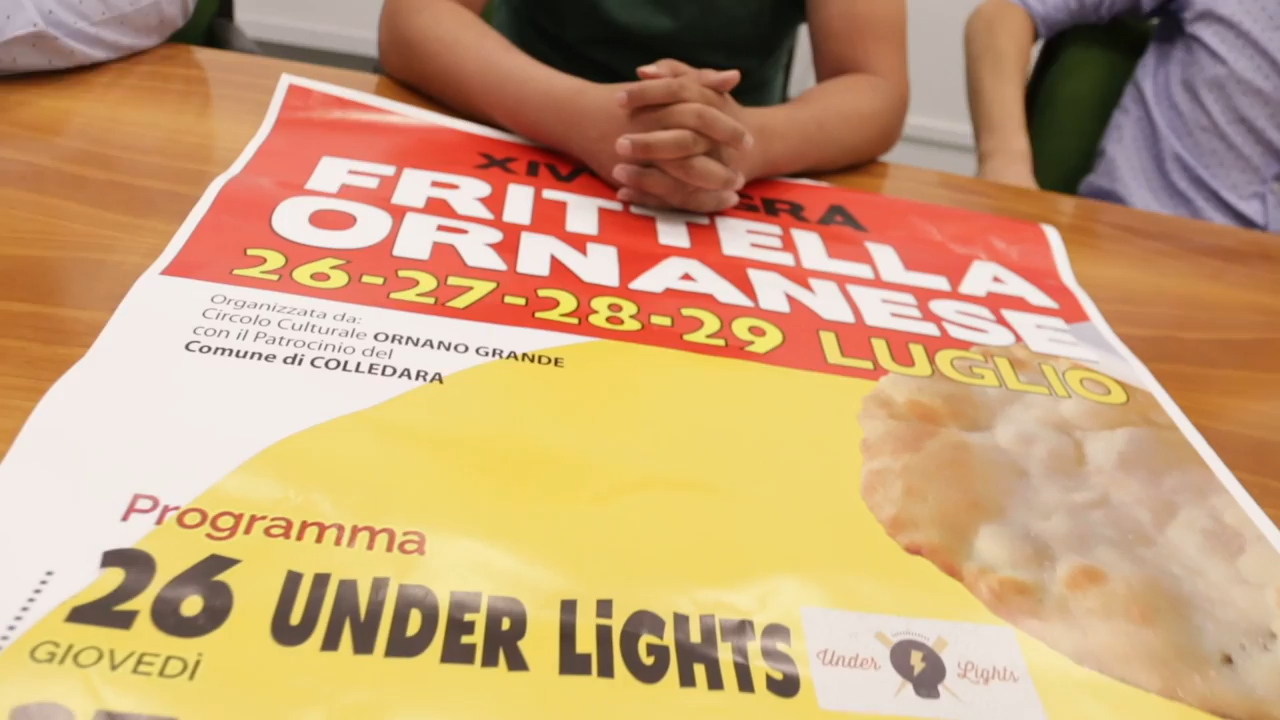 XIV
FRITTELLA
ORNANESE
26-27-28-29 LUGLIO
Organizzata da:
Circolo Culturale ORNANO GRANDE
con il Patrocinio del
Comune di COLLEDARA
Programma
26 UNDER LiGHTS
GIOVEDÌ
Under Lights